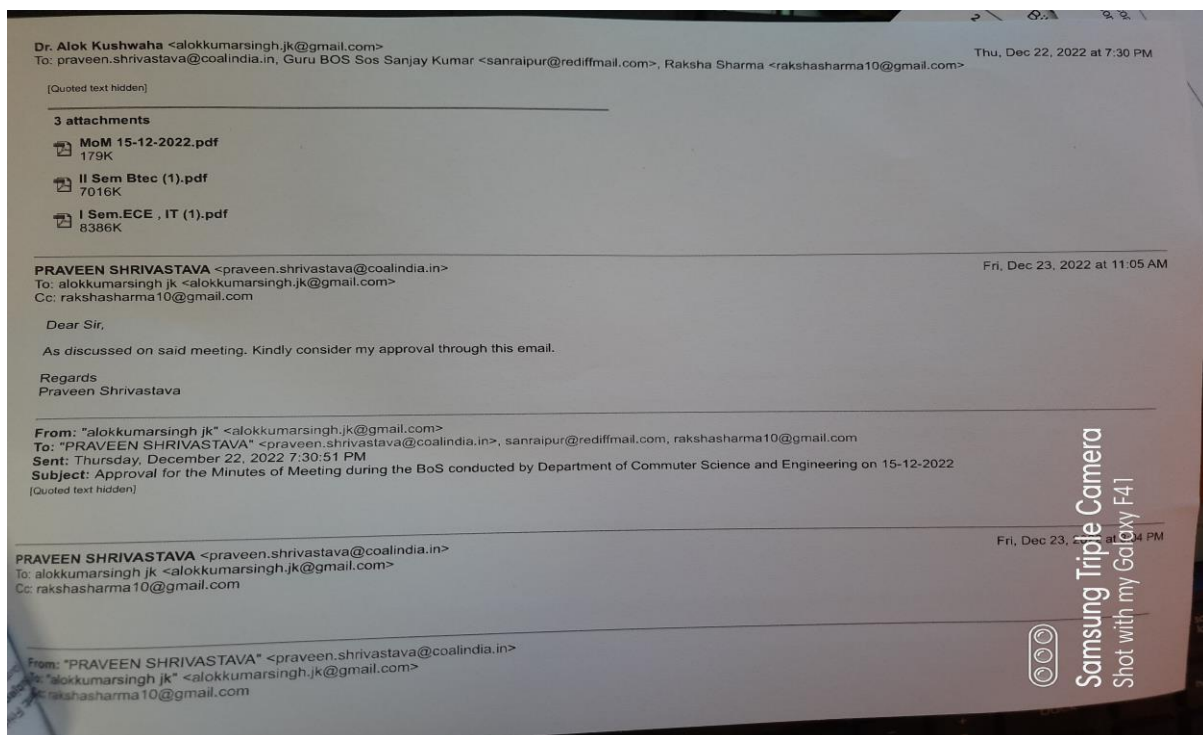 Dr. Alok Kushwaha <alokkumarsingh.jk@gmail.com>
Thu, Dec 22, 2022 at 7:30 PM
To: praveen.shrivastava@coalindia.in, Guru BOS Sos Sanjay Kumar <sanraipur@rediffmail.com>, Raksha Sharma <rakshasharma10@gmail.com>
[Quoted text hidden]
3 attachments
MoM 15-12-2022.pdf
179K
II Sem Btec (1).pdf
7016K
I Sem.ECE , IT (1).pdf
8386K
PRAVEEN SHRIVASTAVA <praveen.shrivastava@coalindia.in>
Fri, Dec 23, 2022 at 11:05 AM
To: alokkumarsingh jk <alokkumarsingh.jk@gmail.com>
Cc: rakshasharma10@gmail.com
Dear Sir,
As discussed on said meeting. Kindly consider my approval through this email.
Regards
Praveen Shrivastava
From: "alokkumarsingh jk" <alokkumarsingh.jk@gmail.com>
To: "PRAVEEN SHRIVASTAVA" <praveen.shrivastava@coalindia.in>, sanraipur@rediffmail.com, rakshasharma10@gmail.com
Sent: Thursday, December 22, 2022 7:30:51 PM
Subject: Approval for the Minutes of Meeting during the BoS conducted by Department of Commuter Science and Engineering on 15-12-2022
[Quoted text hidden]
PRAVEEN SHRIVASTAVA <praveen.shrivastava@coalindia.in>
Fri, Dec 23, at PM
To: alokkumarsingh jk <alokkumarsingh.jk@gmail.com>
Cc: rakshasharma10@gmail.com
From: "PRAVEEN SHRIVASTAVA" <praveen.shrivastava@coalindia.in>
"alokkumarsingh jk" <alokkumarsingh.jk@gmail.com>
rakshasharma10@gmail.com
Samsung Triple Camera
Shot with my Galaxy F41